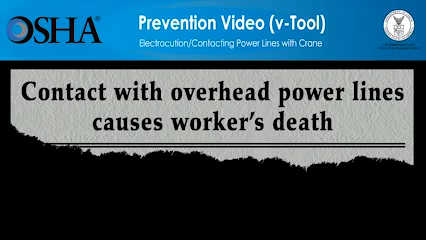 OSHA®
Prevention Video (v-Tool)
Electrocution/Contacting Power Lines with Crane
Contact with overhead power lines
causes worker's death